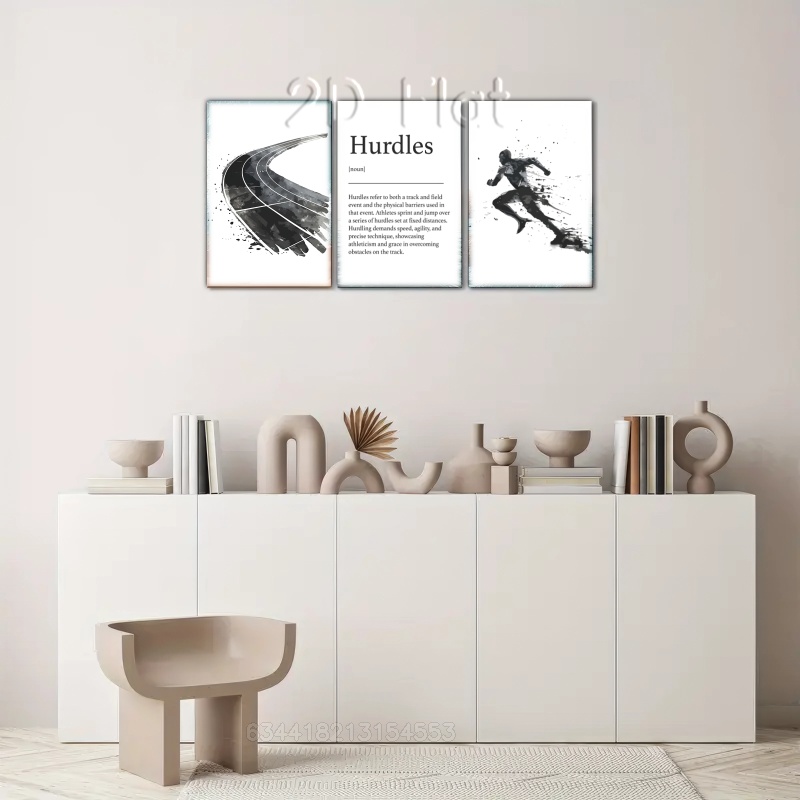 2D Flat
Hurdles
[noun]
Hurdles refer to both a track and field
event and the physical barriers used in
that event. Athletes sprint and jump over
a series of hurdles set at fixed distances.
Hurdling demands speed, agility, and
precise technique, showcasing
athleticism and grace in overcoming
obstacles on the track.
634418213154553